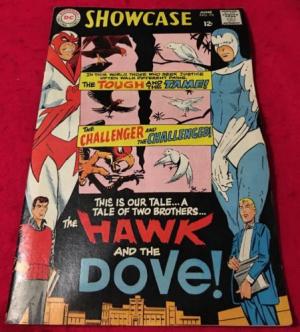 DC
SHOWCASE
JUNE
12¢
IN THIS WORLD, THOSE WHO SEEK JUSTICE
OFTEN WALK DIFFERENT PATHS.
THE TOUGH AND THE TAME!
THE CHALLENGER AND THE CHALLENGED!
THIS IS OUR TALE... A
TALE OF TWO BROTHERS...
THE HAWK
AND THE
DOVE!